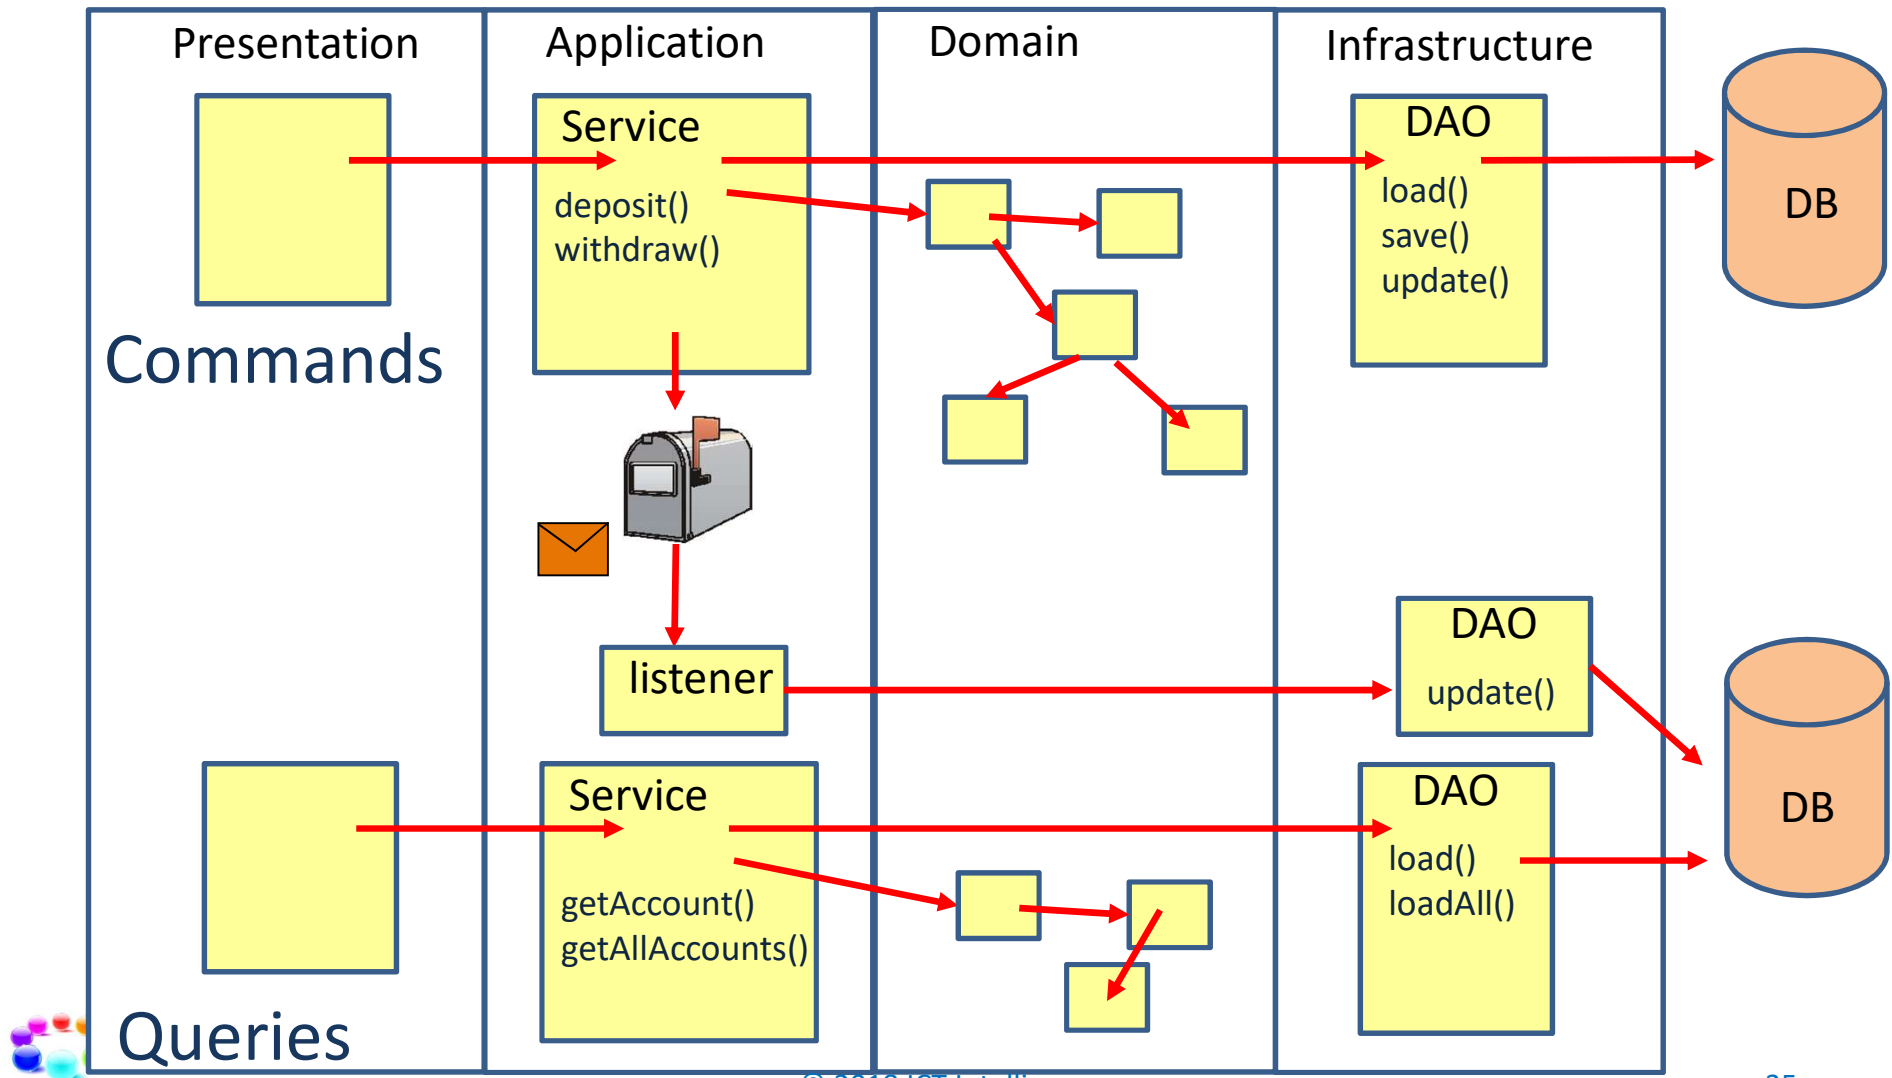 Presentation
Application
Domain
Infrastructure
Service
deposit()
withdraw()
DAO
load()
save()
update()
DB
Commands
listener
DAO
update()
DB
Service
getAccount()
getAllAccounts()
DAO
load()
loadAll()
Queries